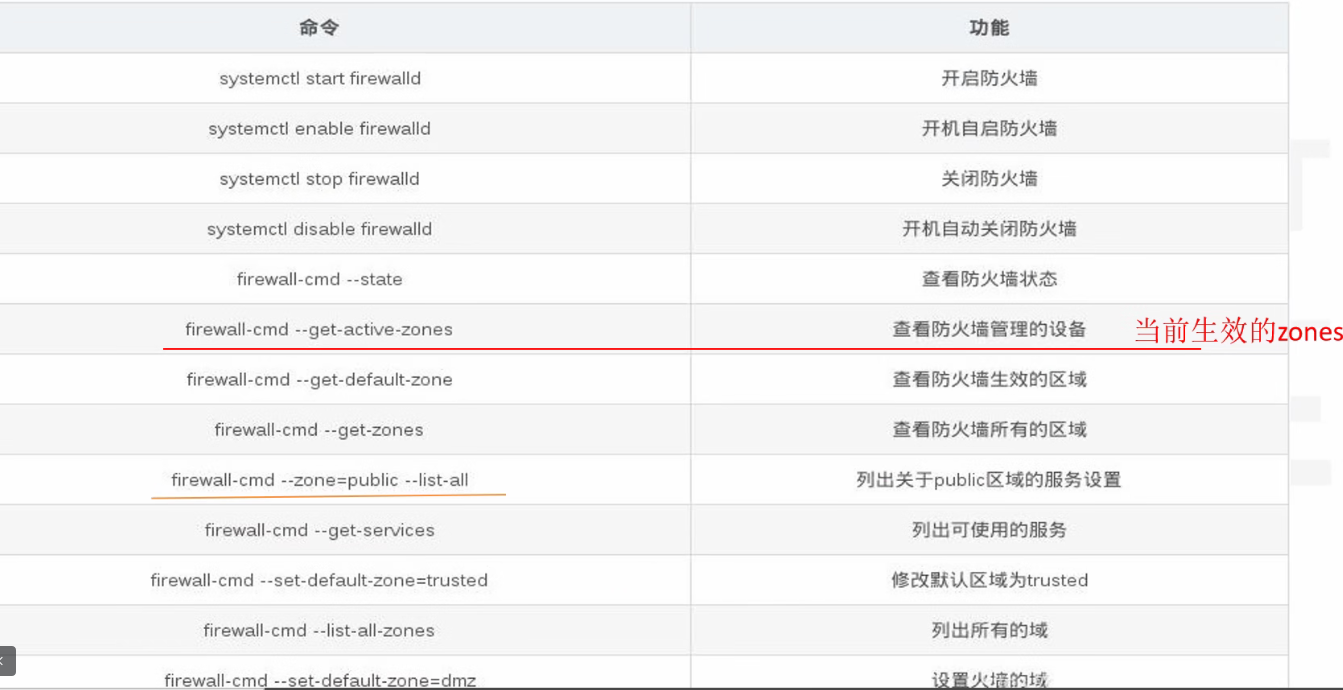 命令 功能
systemctl start firewalld 开启防火墙
systemctl enable firewalld 开机自启防火墙
systemctl stop firewalld 关闭防火墙
systemctl disable firewalld 开机自动关闭防火墙
firewall-cmd --state 查看防火墙状态
firewall-cmd --get-active-zones 查看防火墙管理的设备 当前生效的zones
firewall-cmd --get-default-zone 查看防火墙生效的区域
firewall-cmd --get-zones 查看防火墙所有的区域
firewall-cmd --zone=public --list-all 列出关于public区域的服务设置
firewall-cmd --get-services 列出可使用的服务
firewall-cmd --set-default-zone=trusted 修改默认区域为trusted
firewall-cmd --list-all-zones 列出所有的域
firewall-cmd --set-default-zone=dmz 设置火墙的域